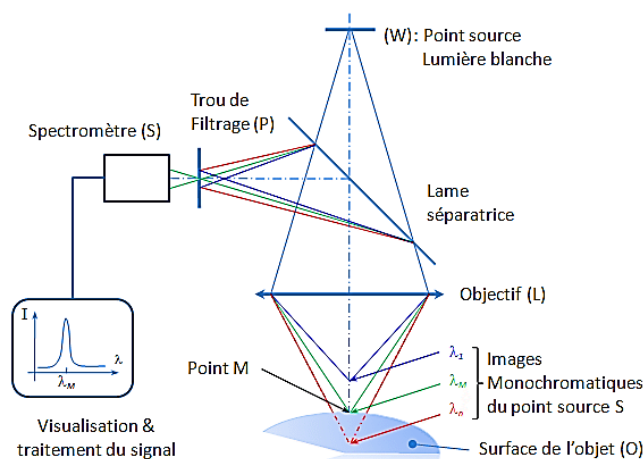 (W) : Point source
Lumière blanche
Trou de
Filtrage (P)
Spectromètre (S)
Lame
séparatrice
Objectif (L)
I
λ
λM
Point M
λ1
λM
λn
Images
Monochromatiques
du point source S
Visualisation &
traitement du signal
Surface de l'objet (O)